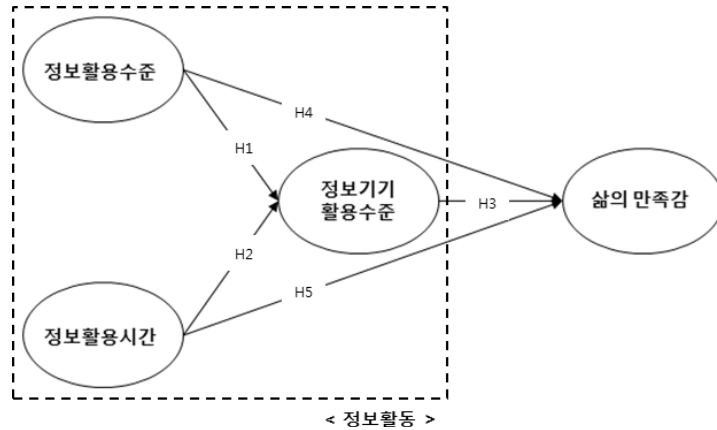 정보활용수준
H4
H1
정보기기
활용수준
H3
삶의 만족감
H2
H5
정보활용시간
< 정보활동 >